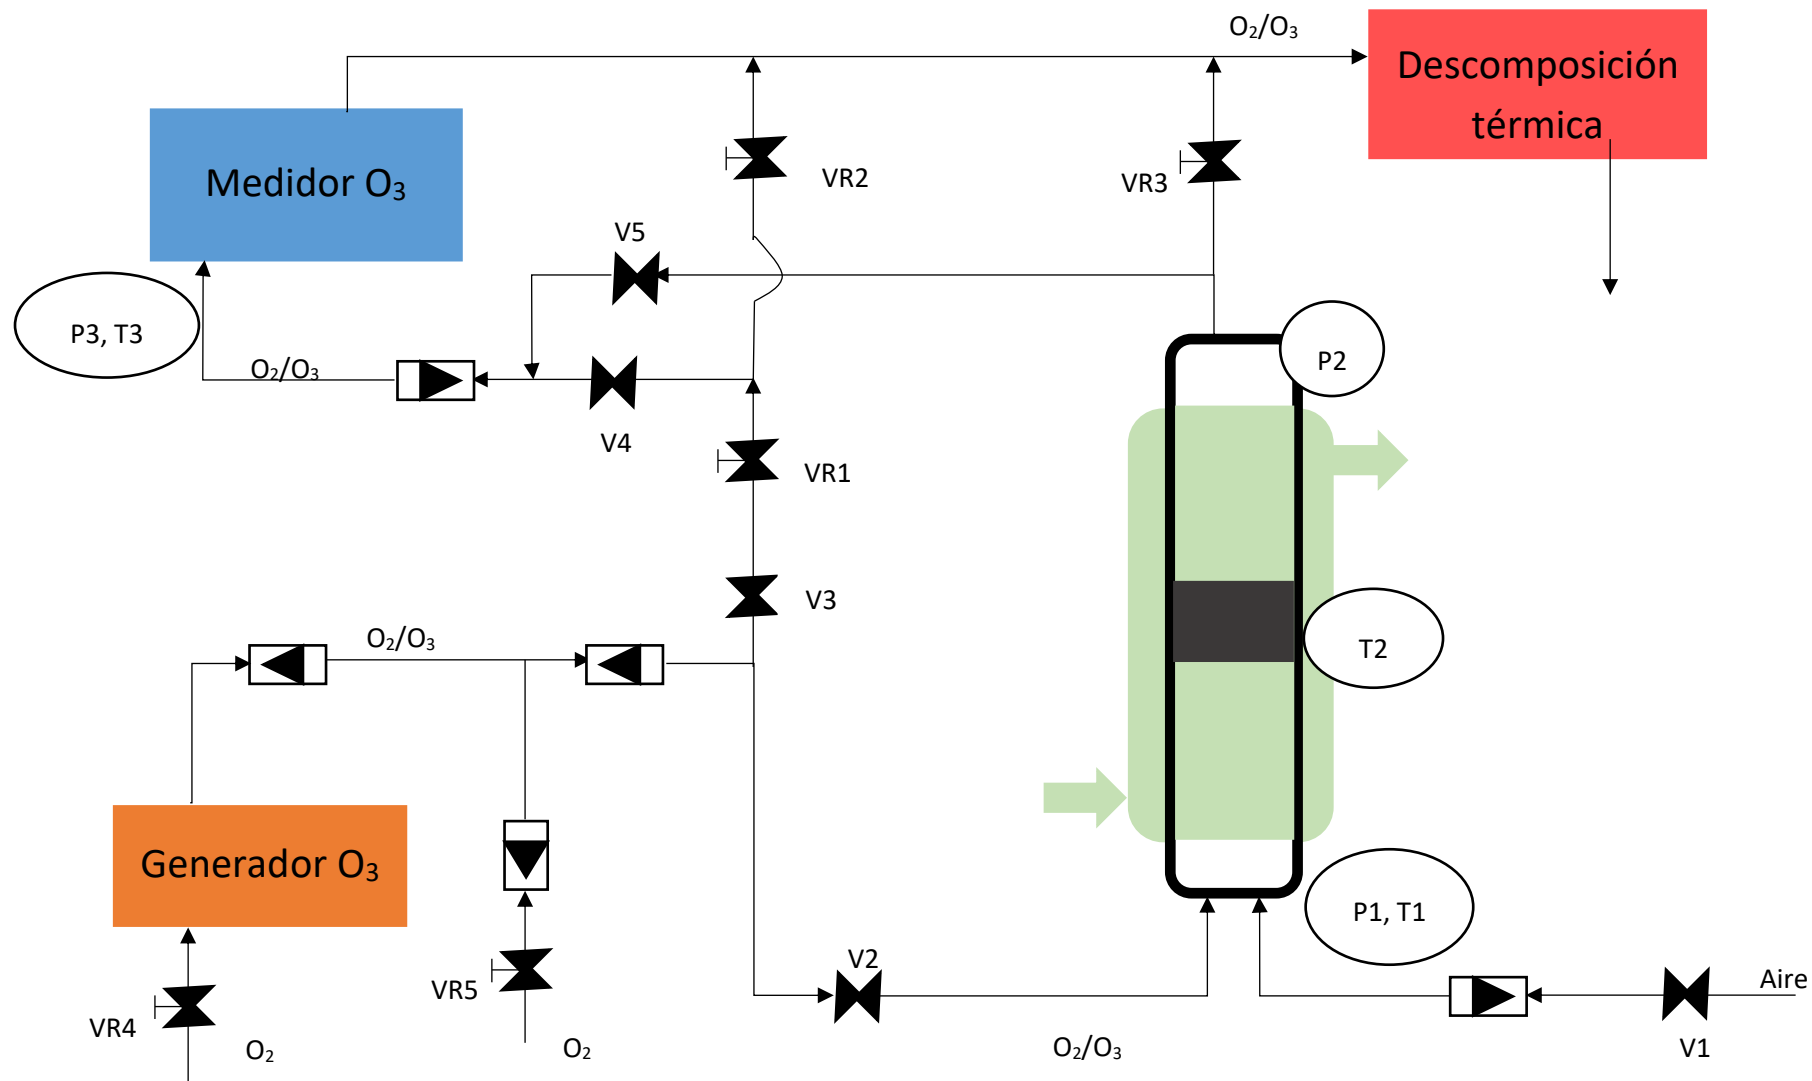 O₂/O₃
Descomposición
térmica
Medidor O₃
VR2
VR3
V5
P3, T3
P2
O₂/O₃
V4
VR1
V3
O₂/O₃
T2
Generador O₃
P1, T1
V2
VR5
Aire
VR4
O₂
O₂
O₂/O₃
V1